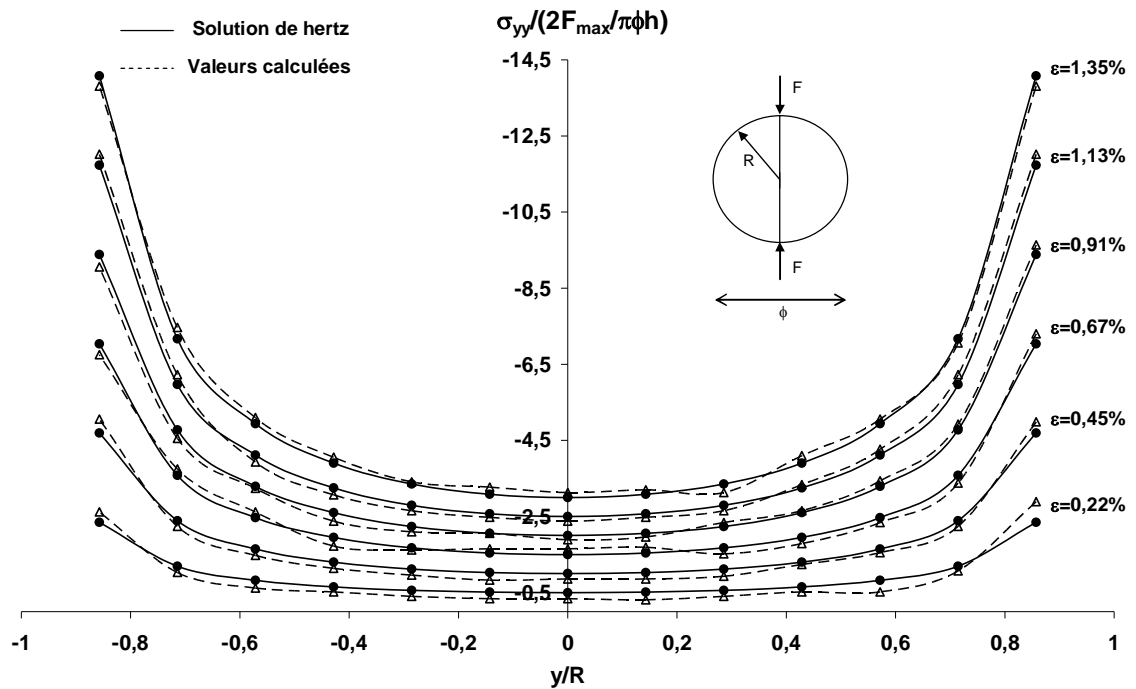 σyy/(2Fmax/πϕh)
Solution de hertz
Valeurs calculées
-14,5
-12,5
-10,5
-8,5
-6,5
-4,5
-2,5
-0,5
F
R
F
ϕ
ε=1,35%
ε=1,13%
ε=0,91%
ε=0,67%
ε=0,45%
ε=0,22%
-1
-0,8
-0,6
-0,4
-0,2
0
0,2
0,4
0,6
0,8
1
y/R